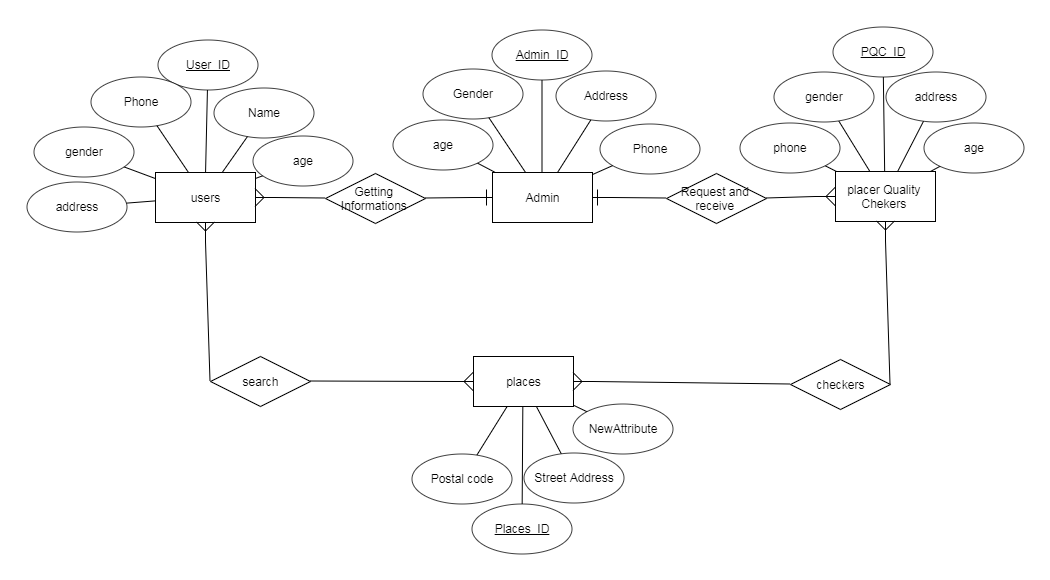 User_ID
Phone
Name
gender
age
address
users
Getting
Informations
Admin_ID
Gender
Address
age
Phone
Admin
Request and
receive
PQC_ID
gender
address
phone
age
placer Quality
Chekers
search
places
checkers
NewAttribute
Postal code
Street Address
Places_ID